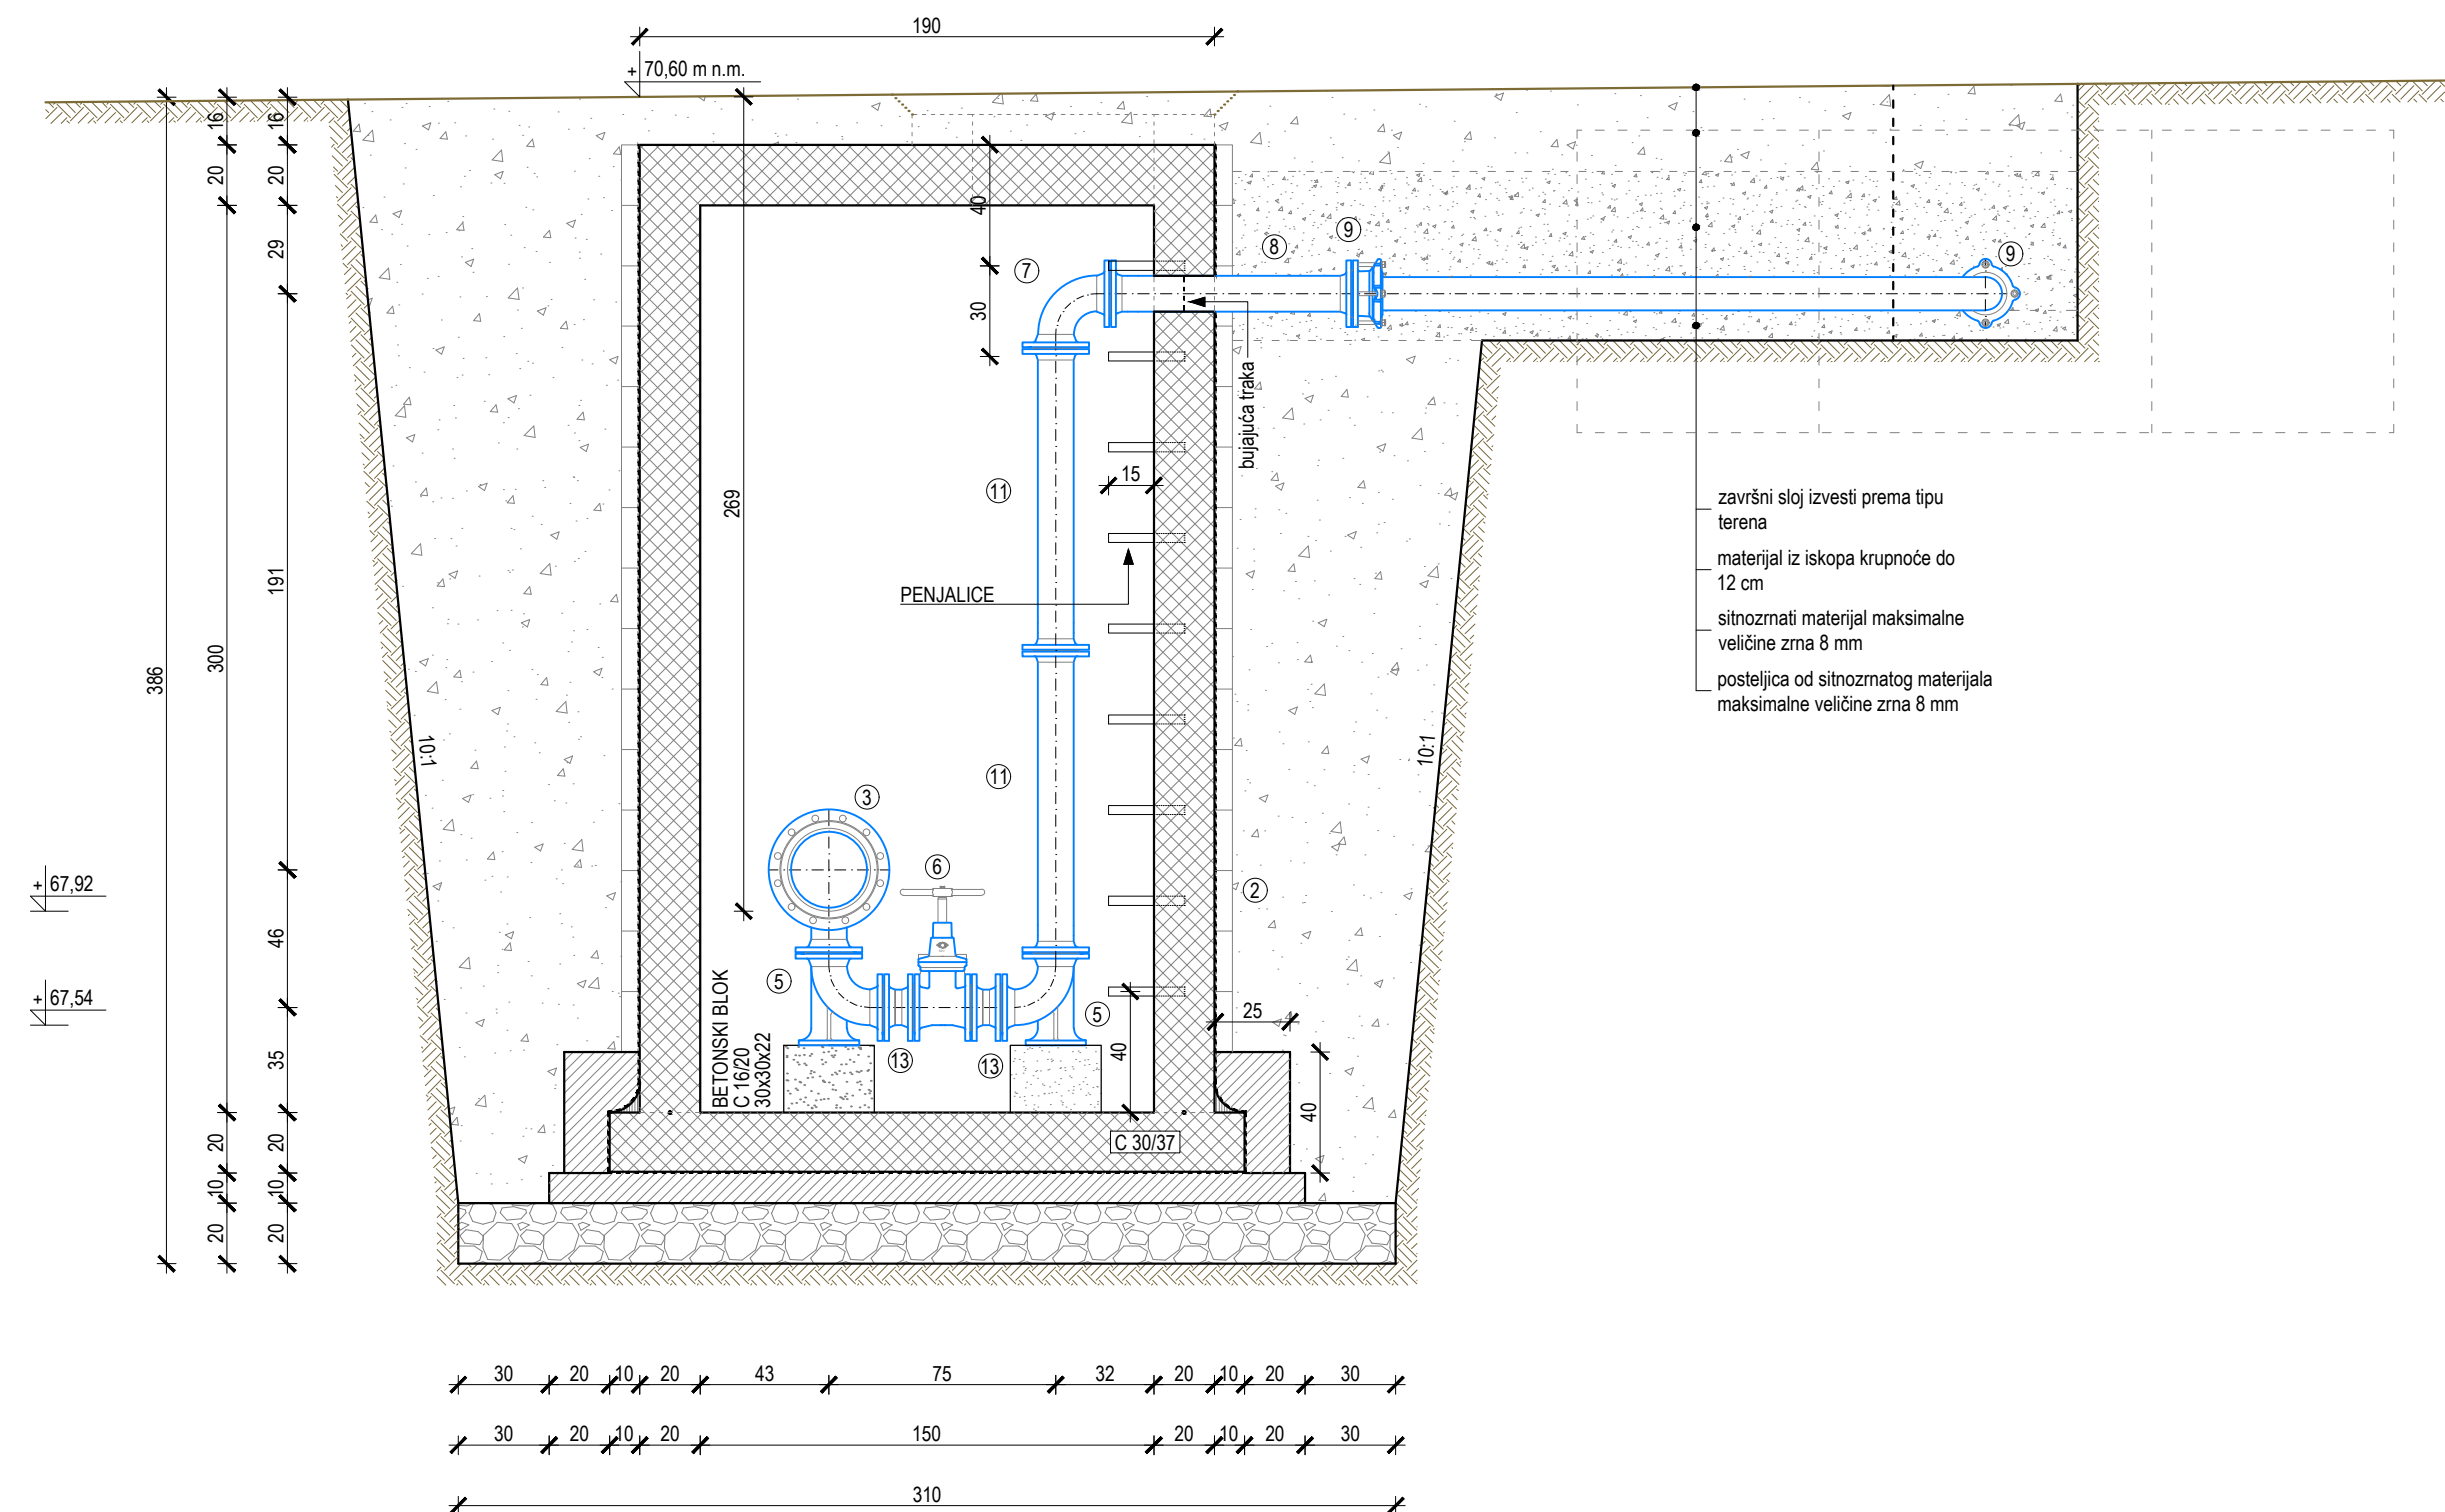 190
+ 70,60 m n.m.
16
16
20
20
40
29
7
8
9
9
30
bujajuća traka
15
11
269
završni sloj izvesti prema tipu
terena
materijal iz iskopa krupnoće do
12 cm
sitnozrnati materijal maksimalne
veličine zrna 8 mm
posteljica od sitnozrnatog materijala
maksimalne veličine zrna 8 mm
PENJALICE
191
300
386
10:1
10:1
11
3
6
2
+ 67,92
46
5
+ 67,54
BETONSKI BLOK
C 16/20
30x30x22
5
25
13
13
40
35
40
C 30/37
20
20
10
10
20
20
30 20 10 20 43 75 32 20 10 20 30
30 20 10 20 150 20 10 20 30
310